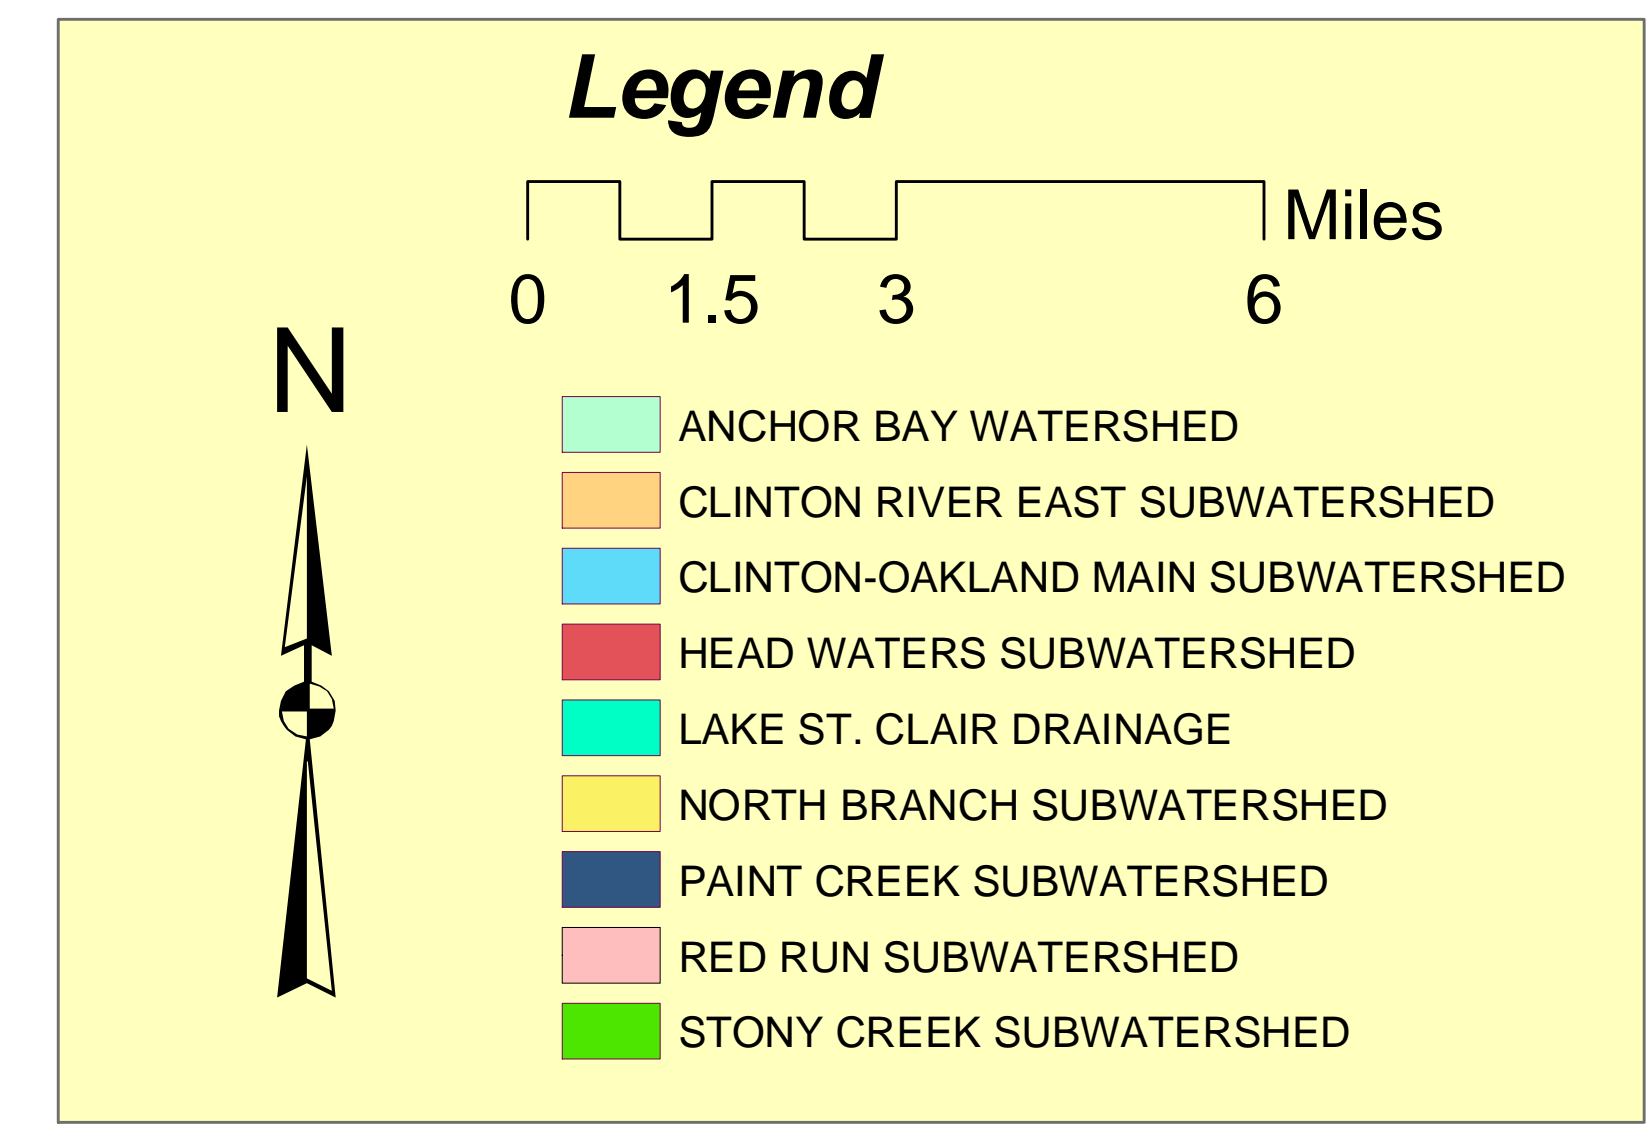 Legend
Miles
0 1.5 3 6
N
ANCHOR BAY WATERSHED
CLINTON RIVER EAST SUBWATERSHED
CLINTON-OAKLAND MAIN SUBWATERSHED
HEAD WATERS SUBWATERSHED
LAKE ST. CLAIR DRAINAGE
NORTH BRANCH SUBWATERSHED
PAINT CREEK SUBWATERSHED
RED RUN SUBWATERSHED
STONY CREEK SUBWATERSHED